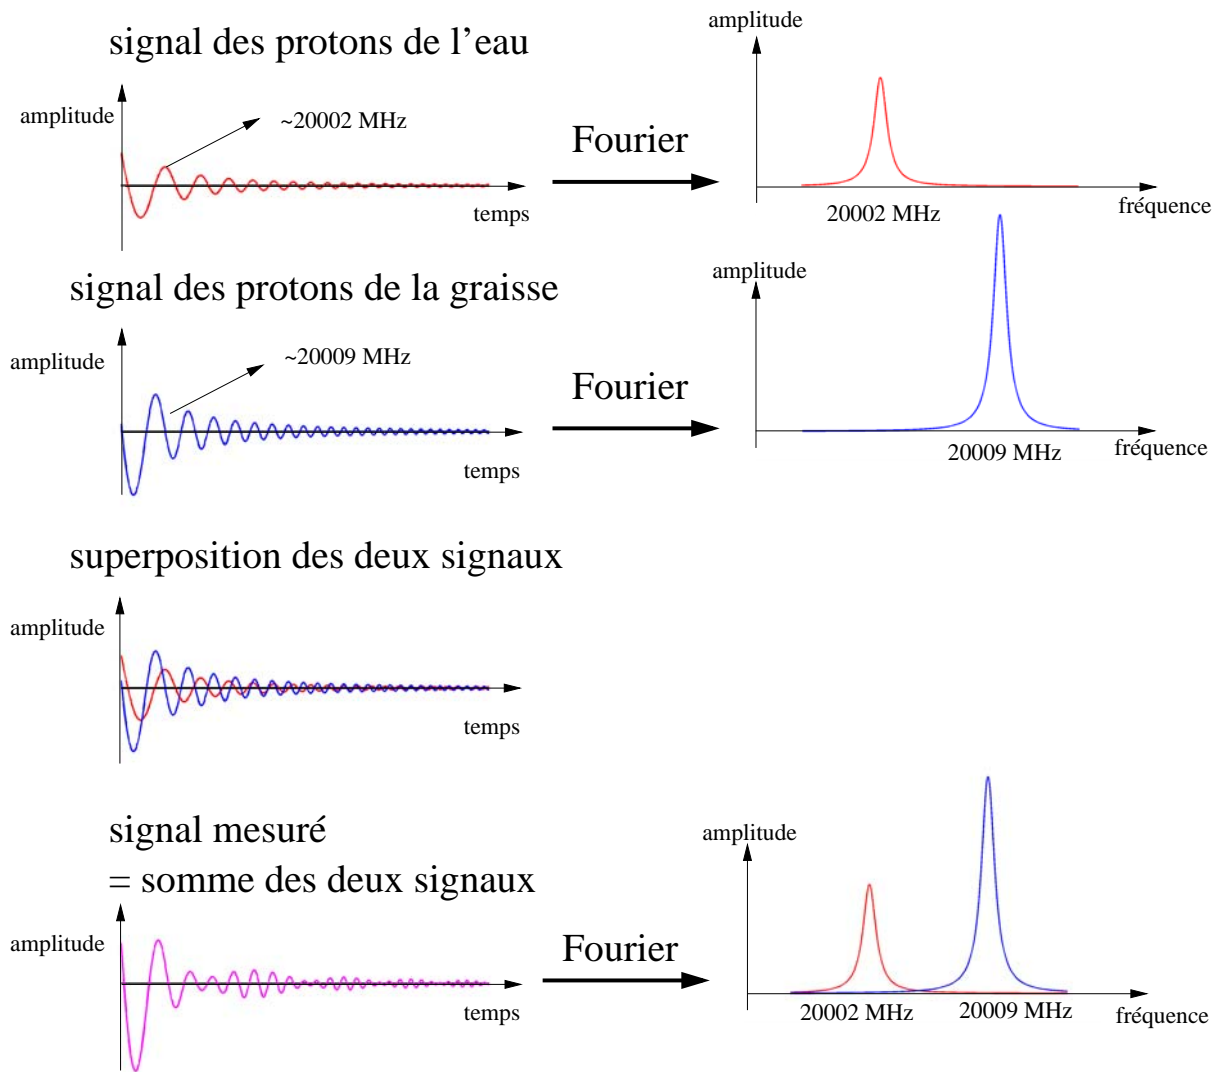 signal des protons de l'eau
amplitude
~20002 MHz
temps
Fourier
amplitude
20002 MHz
fréquence
signal des protons de la graisse
amplitude
~20009 MHz
temps
Fourier
amplitude
20009 MHz
fréquence
superposition des deux signaux
amplitude
temps
signal mesuré
= somme des deux signaux
amplitude
temps
Fourier
amplitude
20002 MHz
20009 MHz
fréquence